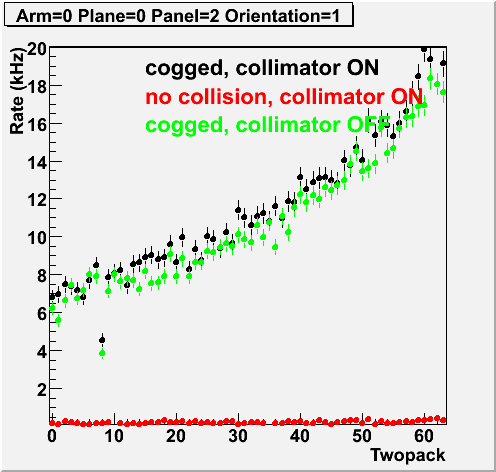 Arm=0 Plane=0 Panel=2 Orientation=1
Rate (kHz)
cogged, collimator ON
no collision, collimator ON
cogged, collimator OFF
20
18
16
14
12
10
8
6
4
2
0 10 20 30 40 50 60
Twopack